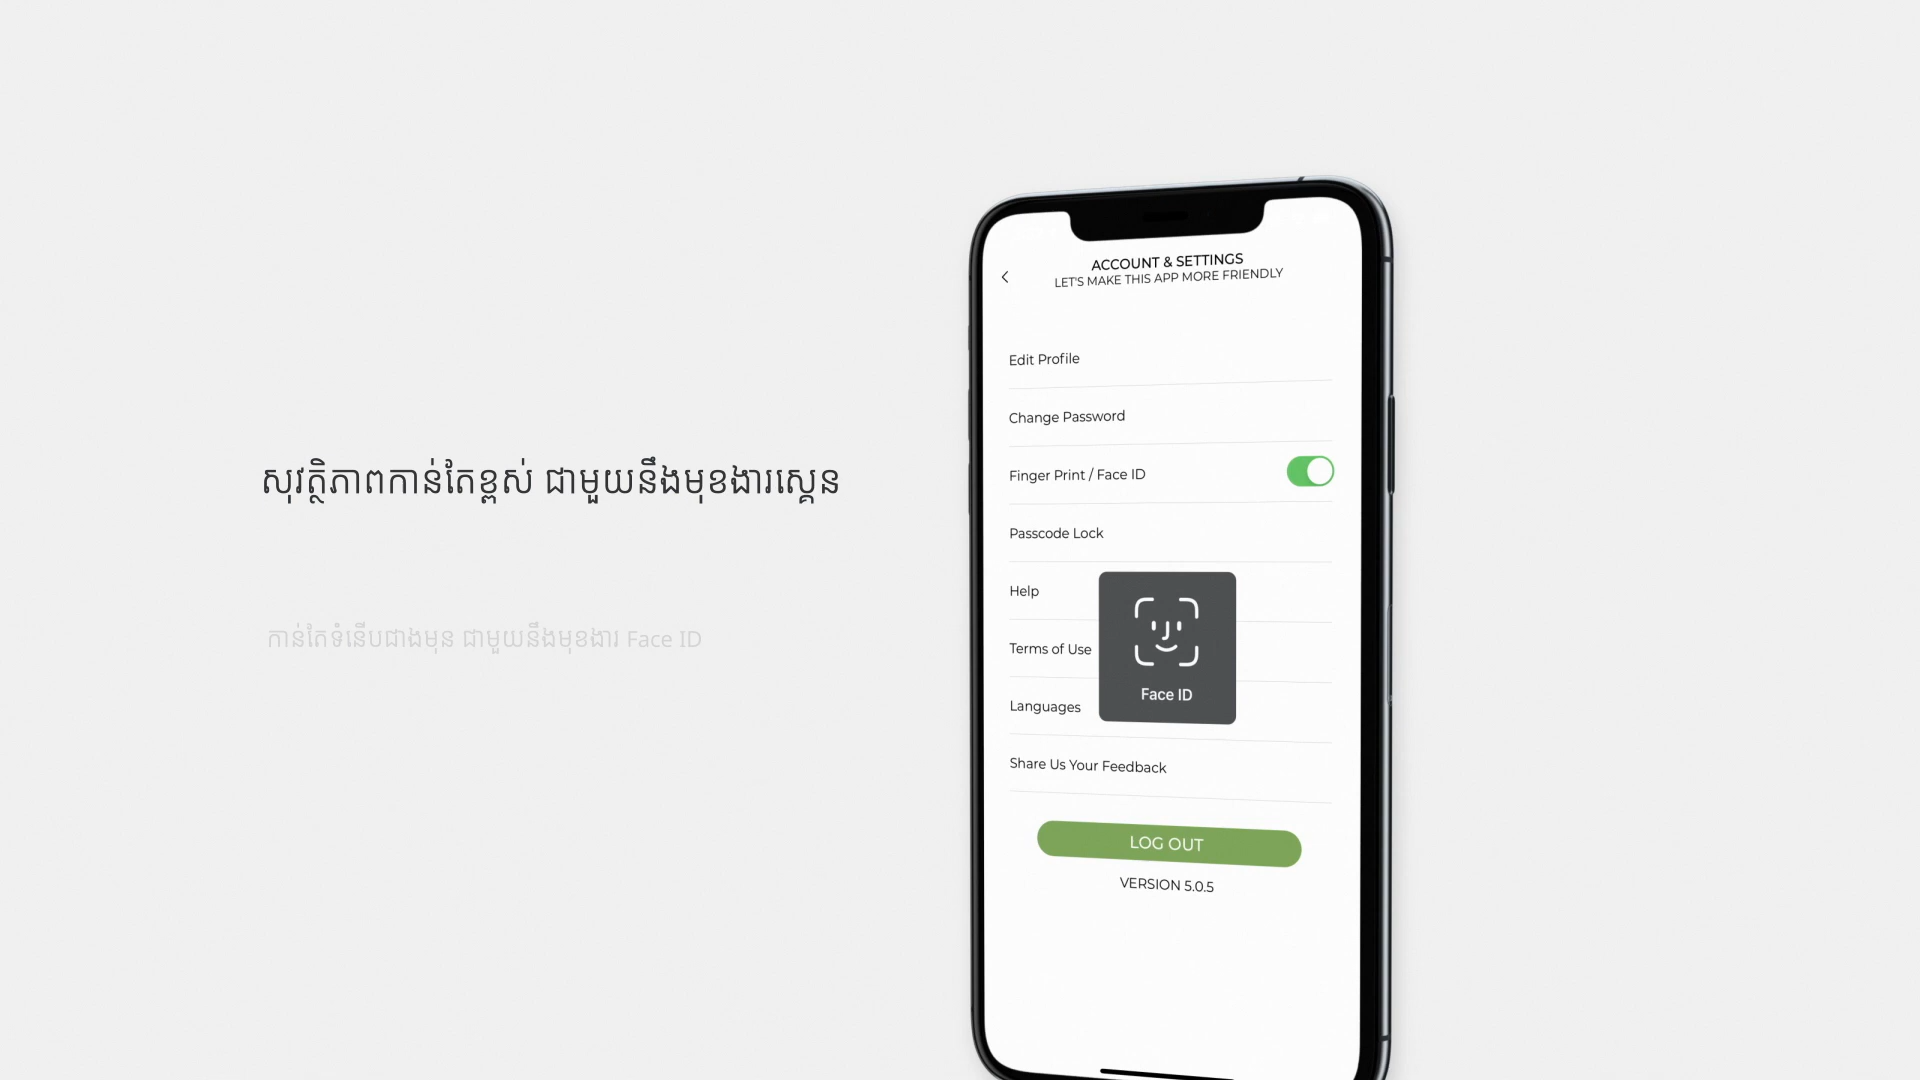 សុវត្ថិភាពកាន់តែខ្ពស់ ជាមួយនឹងមុខងារស្គេន
កាន់តែទំនើបជាងមុន ជាមួយនឹងមុខងារ Face ID
ACCOUNT & SETTINGS
LET'S MAKE THIS APP MORE FRIENDLY
Edit Profile
Change Password
Finger Print / Face ID
Passcode Lock
Help
Terms of Use
Face ID
Languages
Share Us Your Feedback
LOG OUT
VERSION 5.0.5